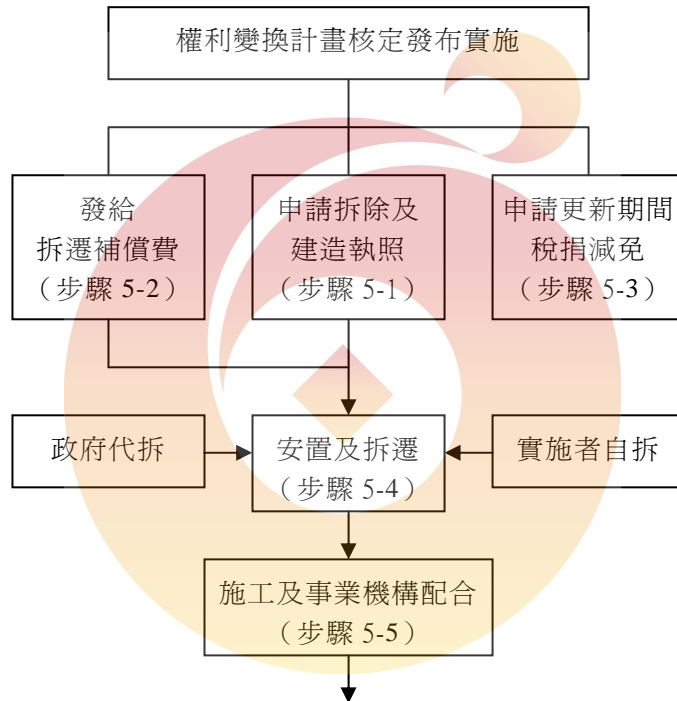 權利變換計畫核定發布實施
發給
拆遷補償費
（步驟 5-2）
申請拆除及
建造執照
（步驟 5-1）
申請更新期間
稅捐減免
（步驟 5-3）
政府代拆
安置及拆遷
（步驟 5-4）
實施者自拆
施工及事業機構配合
（步驟 5-5）